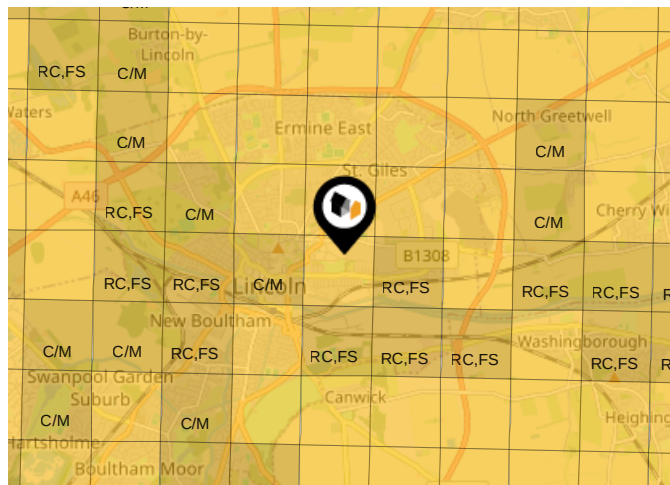 C/M
Burton-by-
Lincoln
RC,FS
C/M
Waters
Ermine East
North Greetwell
C/M
C/M
St. Giles
A46
RC,FS
C/M
C/M
Cherry Wi
B1308
RC,FS
RC,FS
C/M
Lincoln
RC,FS
RC,FS
RC,FS
R
New Boultham
Washingborough
C/M
C/M
RC,FS
RC,FS
RC,FS
RC,FS
RC,FS
R
Swanpool Garden
Suburb
Canwick
C/M
C/M
Heighing
Hartsholme
Boultham Moor